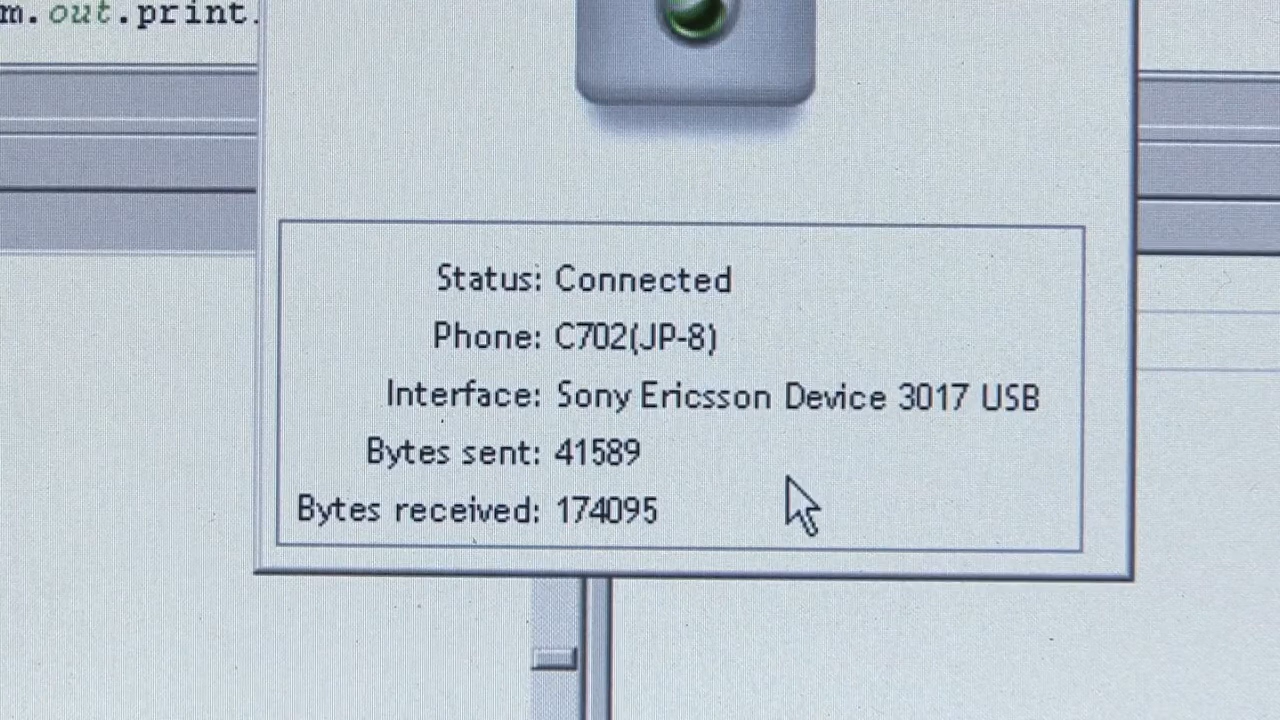 m.out.print.
Status: Connected
Phone: C702(JP-8)
Interface: Sony Ericsson Device 3017 USB
Bytes sent: 41589
Bytes received: 174095